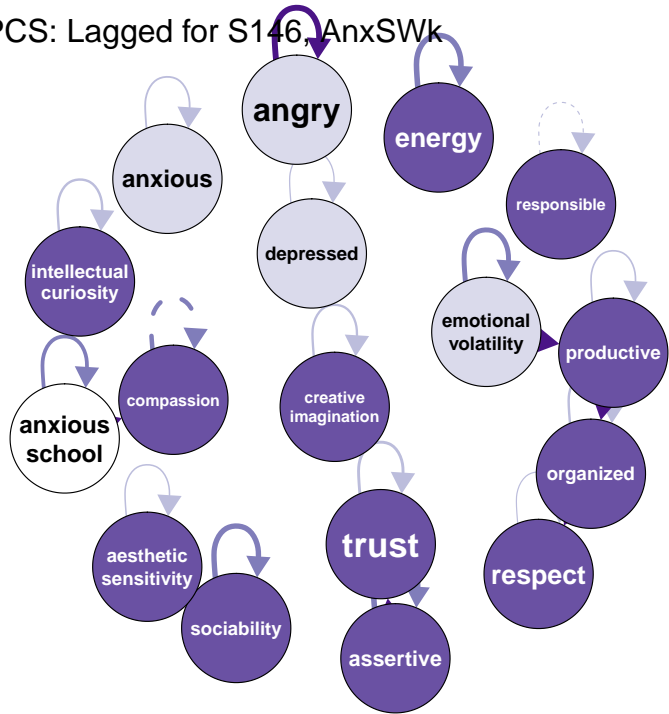 PCS: Lagged for S146, AnxSWk
angry
energy
anxious
responsible
depressed
intellectual
curiosity
emotional
volatility
productive
compassion
creative
imagination
anxious
school
organized
trust
aesthetic
sensitivity
respect
sociability
assertive